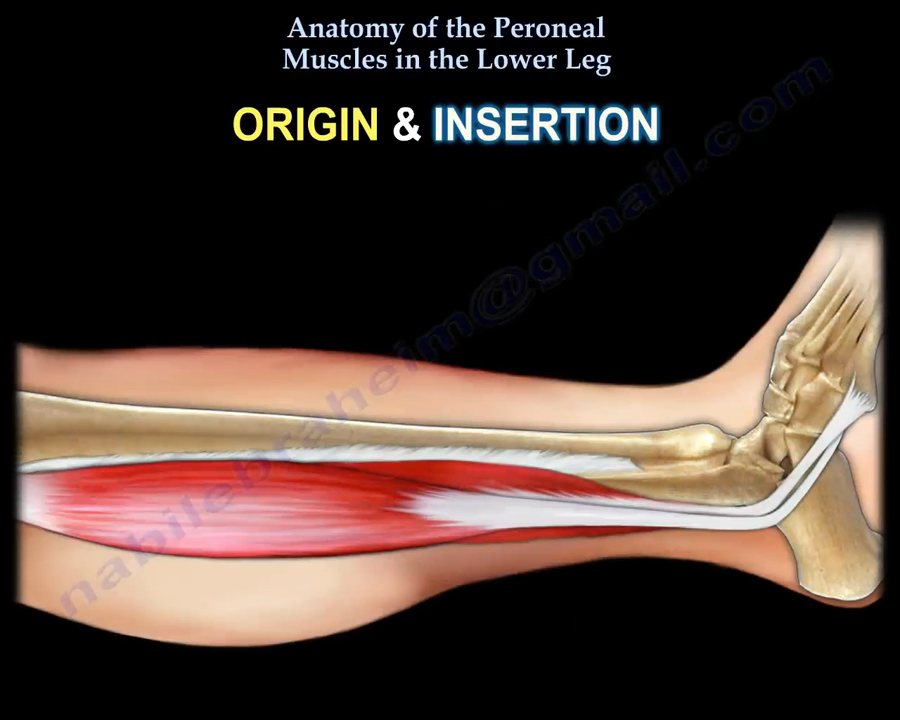 Anatomy of the Peroneal
Muscles in the Lower Leg
ORIGIN & INSERTION
nabilebraheim@gmail.com